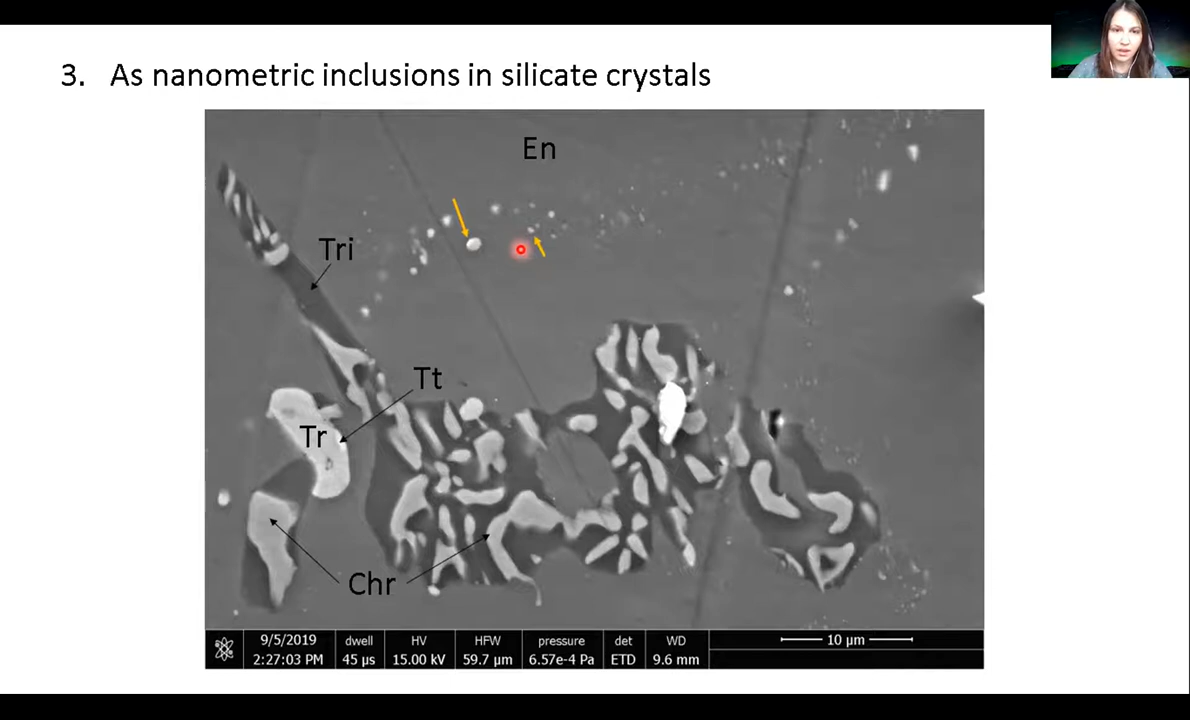 3. As nanometric inclusions in silicate crystals
En
Tri
Tt
Tr
Chr
9/5/2019 dwell HV HFW pressure det WD 10 µm
2:27:03 PM 45 µs 15.00 kV 59.7 µm 6.57e-4 Pa ETD 9.6 mm